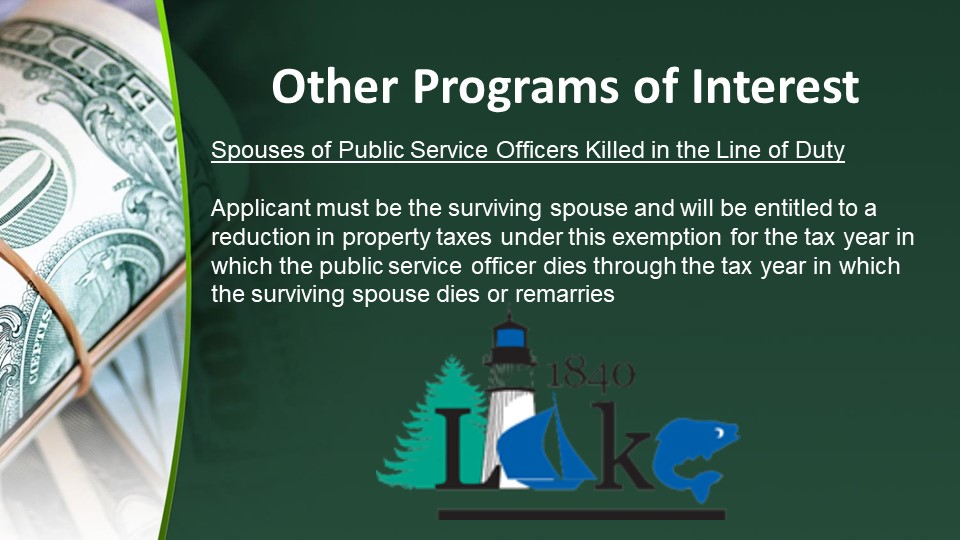 Other Programs of Interest
Spouses of Public Service Officers Killed in the Line of Duty
Applicant must be the surviving spouse and will be entitled to a
reduction in property taxes under this exemption for the tax year in
which the public service officer dies through the tax year in which
the surviving spouse dies or remarries
1840
Lake
CŒPTIS